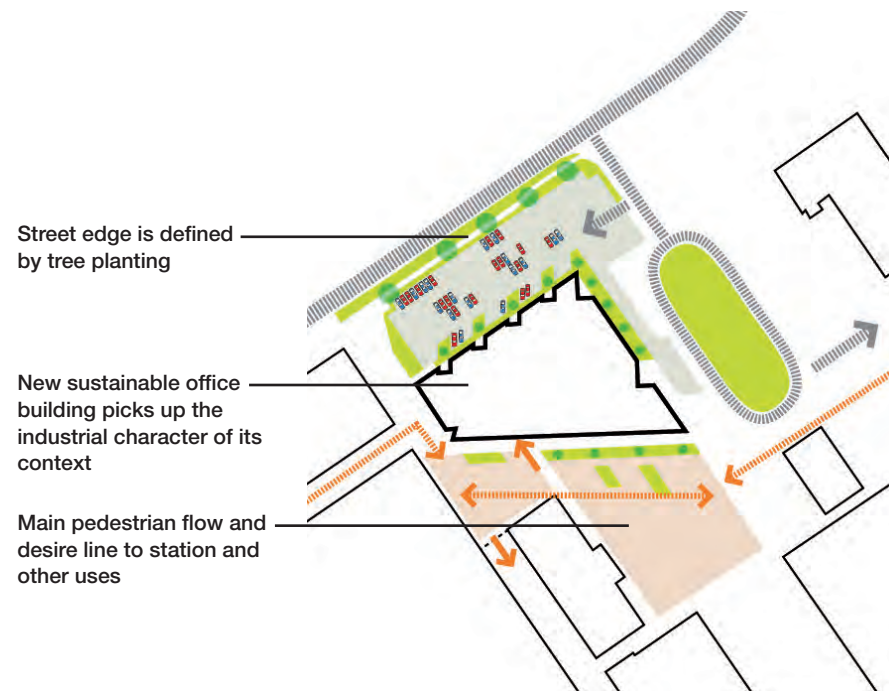 Street edge is defined
by tree planting
New sustainable office
building picks up the
industrial character of its
context
Main pedestrian flow and
desire line to station and
other uses